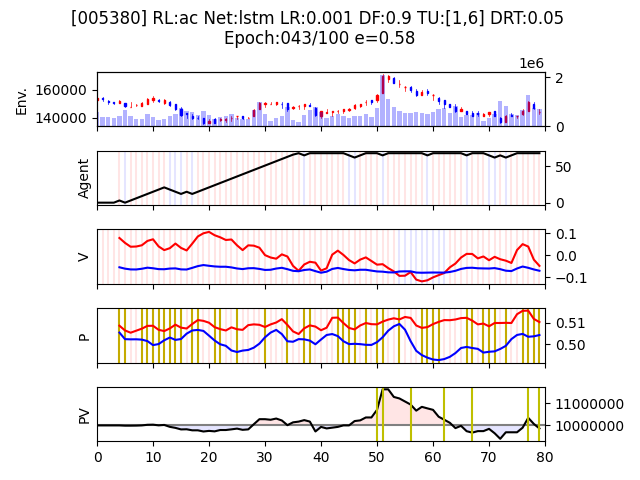 [005380] RL:ac Net:lstm LR:0.001 DF:0.9 TU:[1,6] DRT:0.05
Epoch:043/100 e=0.58
1e6
Env.
160000
140000
2
0
Agent
50
0
V
0.1
0.0
−0.1
P
0.51
0.50
PV
11000000
10000000
0 10 20 30 40 50 60 70 80